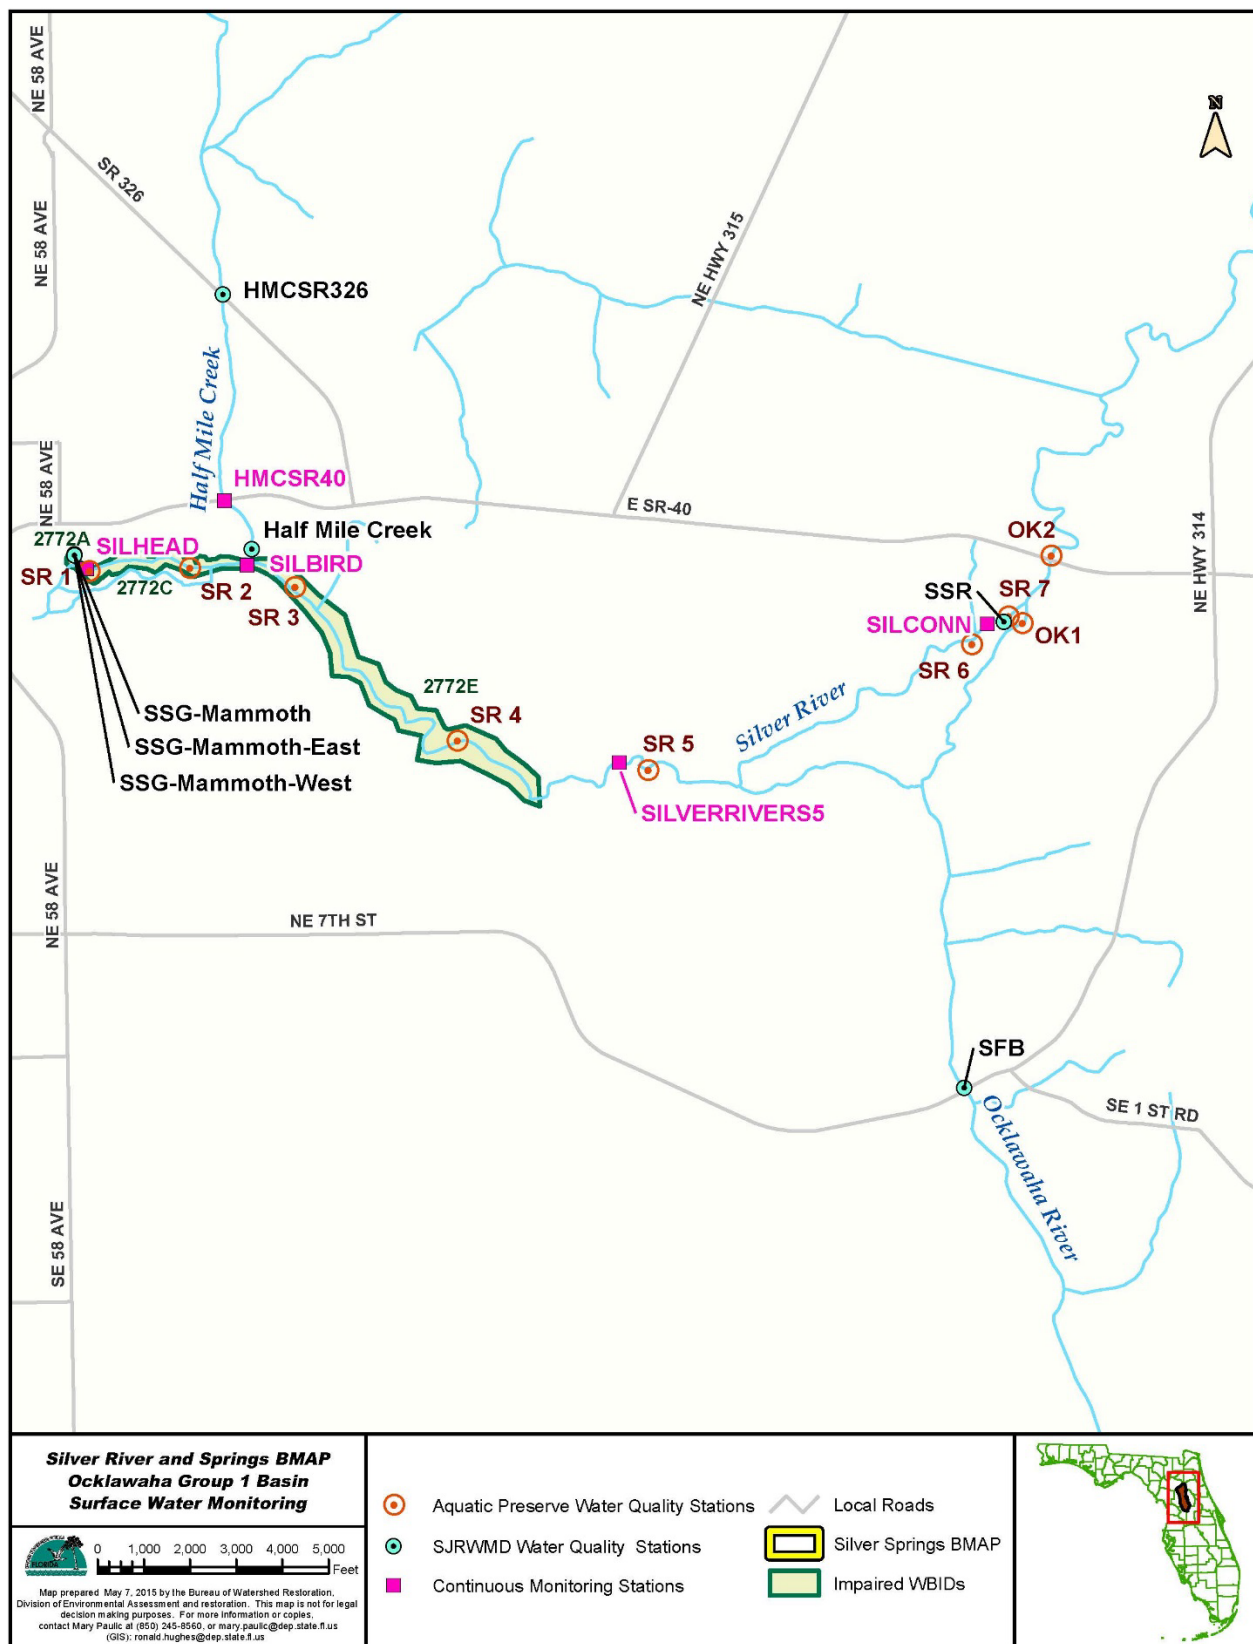 NE 58 AVE
N
SR 326
NE 58 AVE
NE HWY 315
HMCSR326
Half Mile Creek
HMCSR40
NE 58 AVE
E SR-40
NE HWY 314
2772A
SILHEAD
Half Mile Creek
SILBIRD
OK2
SR 1
2772C
SR 2
SR 3
SSR
SR 7
SILCONN
OK1
SR 6
2772E
SSG-Mammoth
SR 4
Silver River
SSG-Mammoth-East
SR 5
SSG-Mammoth-West
SILVERRIVERS5
NE 58 AVE
NE 7TH ST
SFB
SE 1 ST RD
Ocklawaha River
SE 58 AVE
Silver River and Springs BMAP
Ocklawaha Group 1 Basin
Surface Water Monitoring
FLORIDA
0 1,000 2,000 3,000 4,000 5,000
Feet
Map prepared May 7, 2015 by the Bureau of Watershed Restoration,
Division of Environmental Assessment and restoration. This map is not for legal
decision making purposes. For more information or copies,
contact Mary Paulic at (850) 245-8560, or mary.paulic@dep.state.fl.us
(GIS): ronald.hughes@dep.state.fl.us
Aquatic Preserve Water Quality Stations
SJRWMD Water Quality Stations
Continuous Monitoring Stations
Local Roads
Silver Springs BMAP
Impaired WBIDs